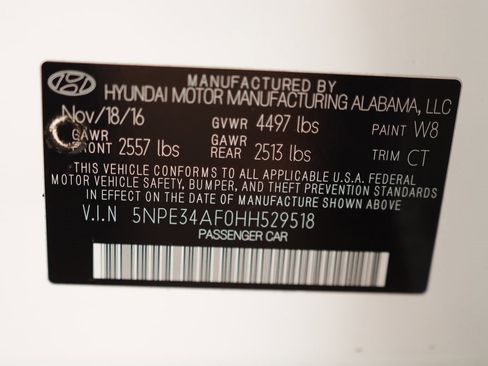 MANUFACTURED BY
HYUNDAI MOTOR MANUFACTURING ALABAMA, LLC
Nov/18/16 GVWR 4497 lbs PAINT W8
GAWR FRONT 2557 lbs GAWR REAR 2513 lbs TRIM CT
THIS VEHICLE CONFORMS TO ALL APPLICABLE U.S.A. FEDERAL
MOTOR VEHICLE SAFETY, BUMPER, AND THEFT PREVENTION STANDARDS
IN EFFECT ON THE DATE OF MANUFACTURE SHOWN ABOVE.
V.I.N 5NPE34AF0HH529518
PASSENGER CAR